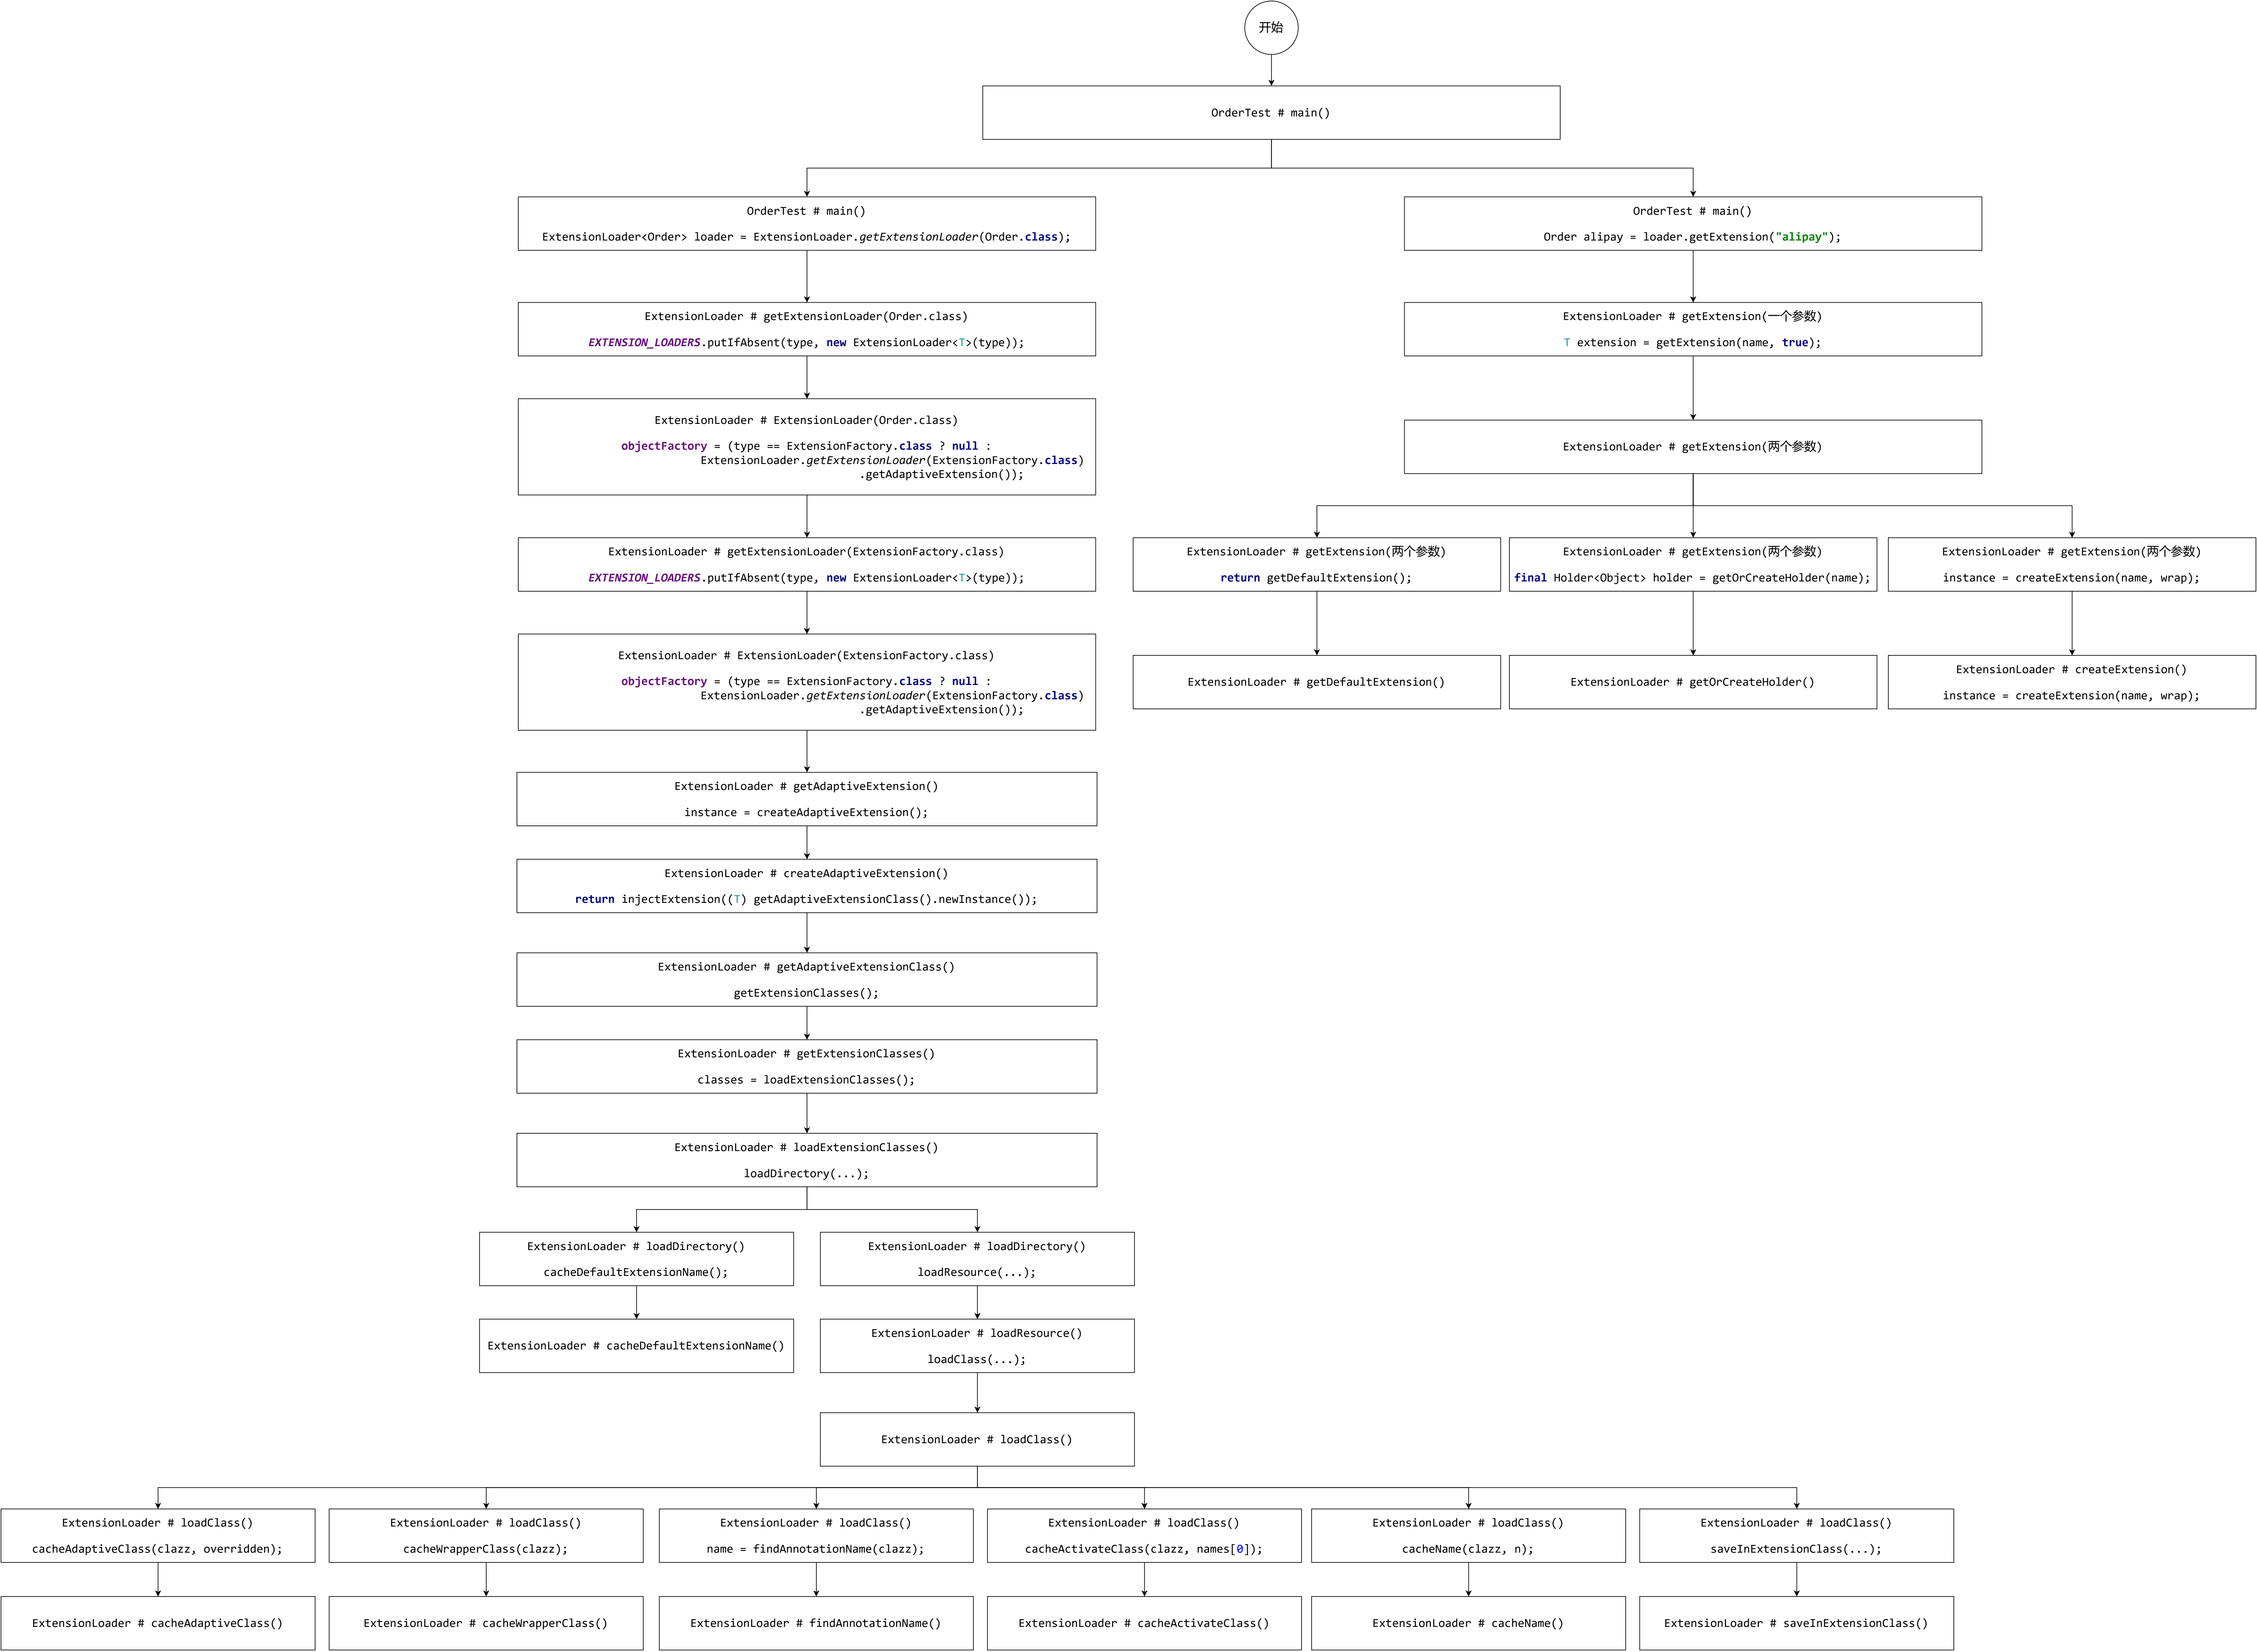 开始
OrderTest # main()
OrderTest # main()
ExtensionLoader<Order> loader = ExtensionLoader.getExtensionLoader(Order.class);
ExtensionLoader # getExtensionLoader(Order.class)
EXTENSION_LOADERS.putIfAbsent(type, new ExtensionLoader<T>(type));
ExtensionLoader # ExtensionLoader(Order.class)
objectFactory = (type == ExtensionFactory.class ? null :
ExtensionLoader.getExtensionLoader(ExtensionFactory.class)
.getAdaptiveExtension());
ExtensionLoader # getExtensionLoader(ExtensionFactory.class)
EXTENSION_LOADERS.putIfAbsent(type, new ExtensionLoader<T>(type));
ExtensionLoader # ExtensionLoader(ExtensionFactory.class)
objectFactory = (type == ExtensionFactory.class ? null :
ExtensionLoader.getExtensionLoader(ExtensionFactory.class)
.getAdaptiveExtension());
ExtensionLoader # getAdaptiveExtension()
instance = createAdaptiveExtension();
ExtensionLoader # createAdaptiveExtension()
return injectExtension((T) getAdaptiveExtensionClass().newInstance());
ExtensionLoader # getAdaptiveExtensionClass()
getExtensionClasses();
ExtensionLoader # getExtensionClasses()
classes = loadExtensionClasses();
ExtensionLoader # loadExtensionClasses()
loadDirectory(...);
ExtensionLoader # loadDirectory()
cacheDefaultExtensionName();
ExtensionLoader # cacheDefaultExtensionName()
ExtensionLoader # loadDirectory()
loadResource(...);
ExtensionLoader # loadResource()
loadClass(...);
ExtensionLoader # loadClass()
ExtensionLoader # loadClass()
cacheAdaptiveClass(clazz, overridden);
ExtensionLoader # cacheAdaptiveClass()
ExtensionLoader # loadClass()
cacheWrapperClass(clazz);
ExtensionLoader # cacheWrapperClass()
ExtensionLoader # loadClass()
name = findAnnotationName(clazz);
ExtensionLoader # findAnnotationName()
ExtensionLoader # loadClass()
cacheActivateClass(clazz, names[0]);
ExtensionLoader # cacheActivateClass()
ExtensionLoader # loadClass()
cacheName(clazz, n);
ExtensionLoader # cacheName()
ExtensionLoader # loadClass()
saveInExtensionClass(...);
ExtensionLoader # saveInExtensionClass()
OrderTest # main()
Order alipay = loader.getExtension("alipay");
ExtensionLoader # getExtension(一个参数)
T extension = getExtension(name, true);
ExtensionLoader # getExtension(两个参数)
ExtensionLoader # getExtension(两个参数)
return getDefaultExtension();
ExtensionLoader # getDefaultExtension()
ExtensionLoader # getExtension(两个参数)
final Holder<Object> holder = getOrCreateHolder(name);
ExtensionLoader # getOrCreateHolder()
ExtensionLoader # getExtension(两个参数)
instance = createExtension(name, wrap);
ExtensionLoader # createExtension()
instance = createExtension(name, wrap);